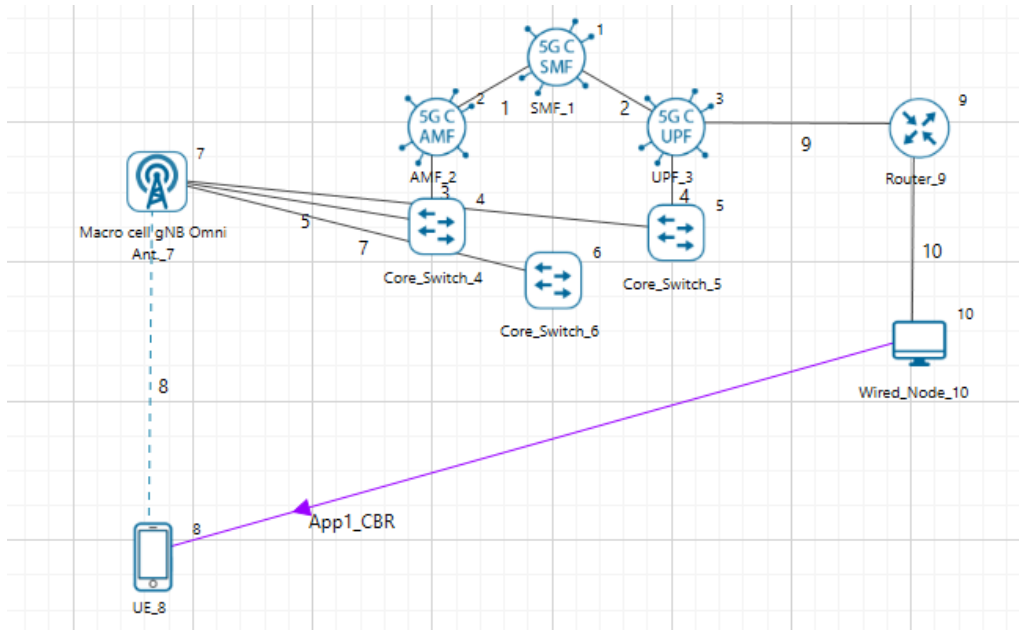 1
5G C
SMF
SMF_1
2
5G C
AMF
AMF_2
1
2
3
5G C
UPF
UPF_3
9
9
Router_9
7
Macro cell gNB Omni
Ant._7
3
4
Core_Switch_4
4
5
Core_Switch_5
5
7
6
Core_Switch_6
10
10
Wired_Node_10
8
App1_CBR
8
UE_8